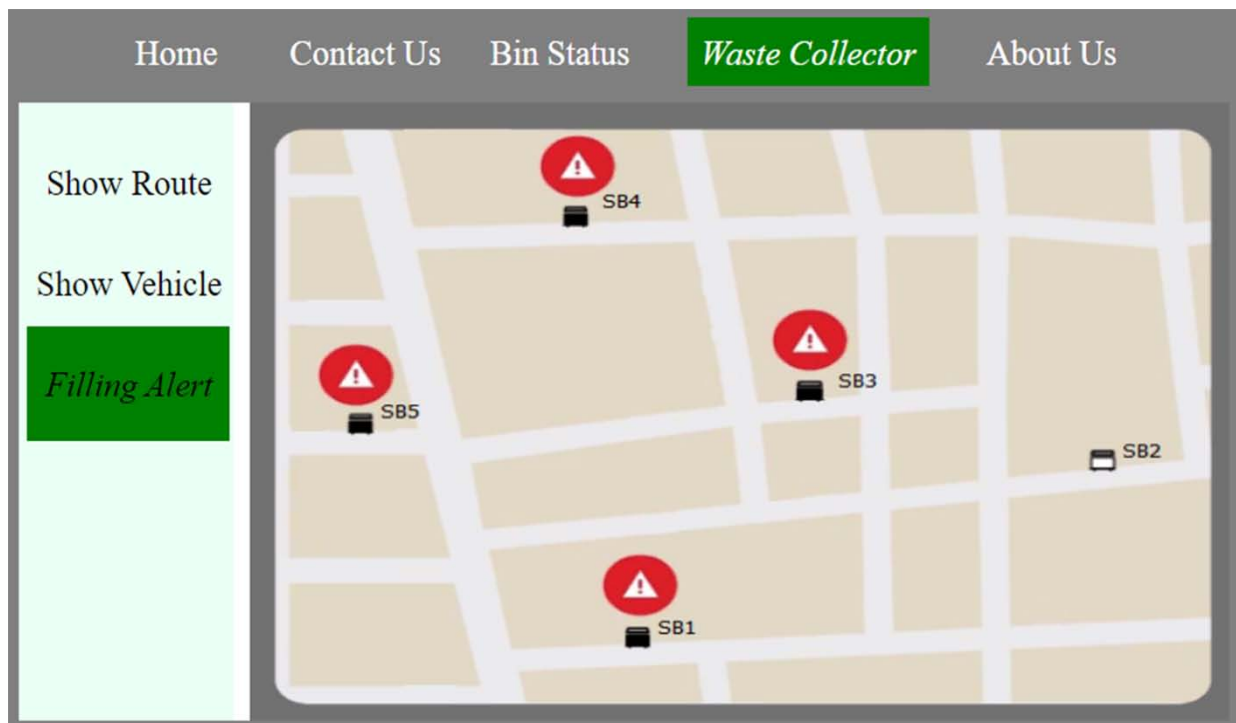 Home Contact Us Bin Status Waste Collector About Us
Show Route
Show Vehicle
Filling Alert
SB4
SB3
SB5
SB2
SB1